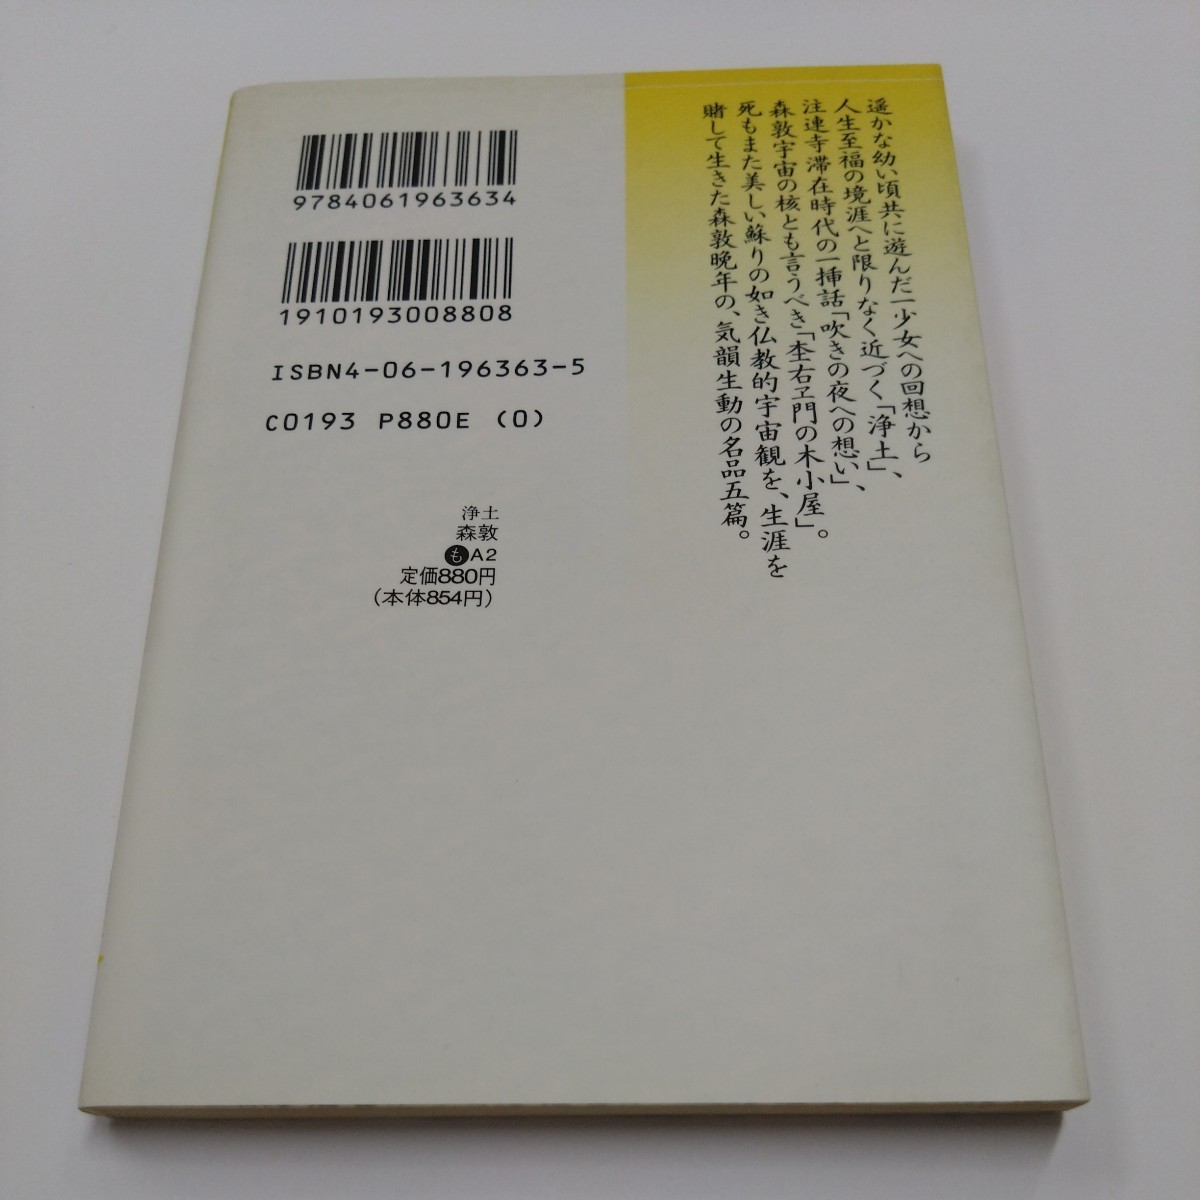 遥かな幼い頃共に遊んだ一少女への回想から
人生至福の境涯へと限りなく近づく「浄土」、
注連寺滞在時代の一挿話「吹きの夜への想い」、
森敦宇宙の核とも言うべき「杢右ヱ門の木小屋」。
死もまた美しい蘇りの如き仏教的宇宙観を、生涯を
賭して生きた森敦晩年の、気韻生動の名品五篇。
9784061963634
1910193008808
ISBN4-06-196363-5
C0193 P880E (0)
浄土
森敦
もA2
定価880円
(本体854円)